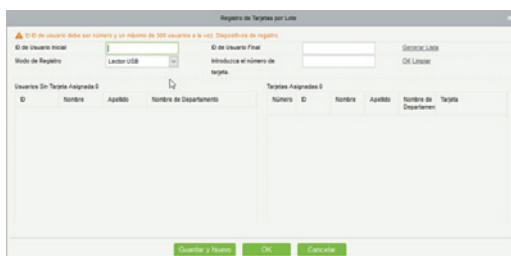 Registro de Tarjetas por Lote
El ID de usuario debe ser número y un máximo de 500 usuarios a la vez. Dispositivos de registro.
ID de Usuario Inicial
ID de Usuario Final
Generar Lista
Modo de Registro
Lector USB
Introduzca el número de tarjeta.
OK Limpiar
Usuarios Sin Tarjeta Asignada:0
Tarjetas Asignadas:0
ID Nombre Apellido Nombre de Departamento
Número ID Nombre Apellido Nombre de Departamen Tarjeta
Guardar y Nuevo OK Cancelar